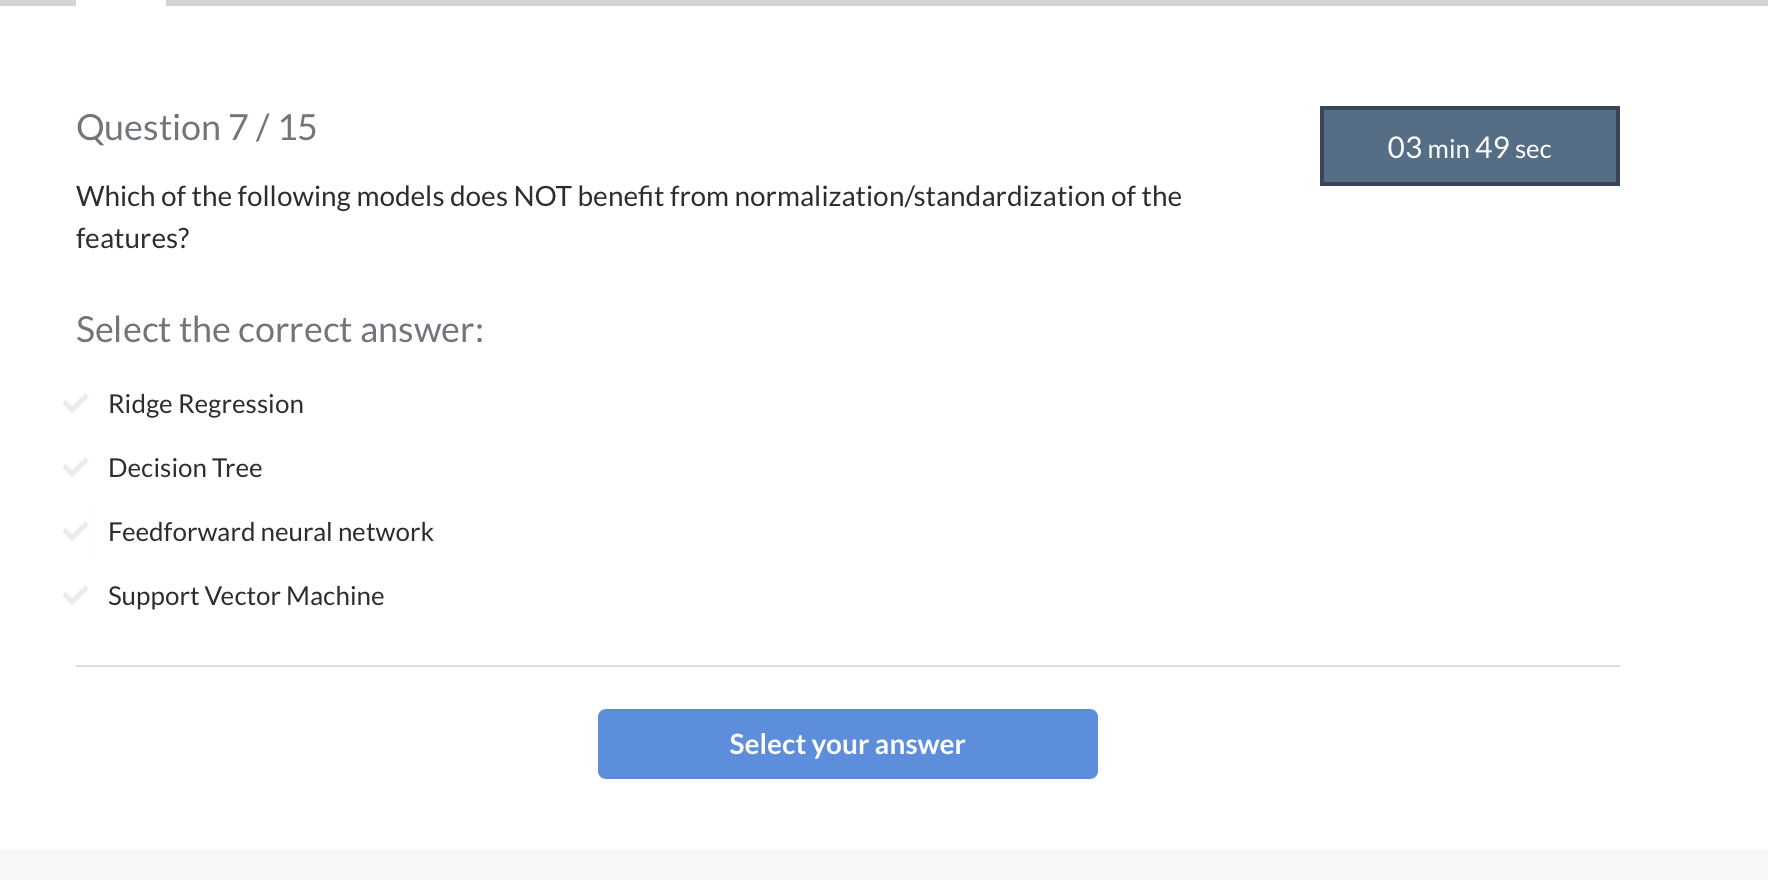 Question 7 / 15
03 min 49 sec
Which of the following models does NOT benefit from normalization/standardization of the
features?
Select the correct answer:
Ridge Regression
Decision Tree
Feedforward neural network
Support Vector Machine
Select your answer